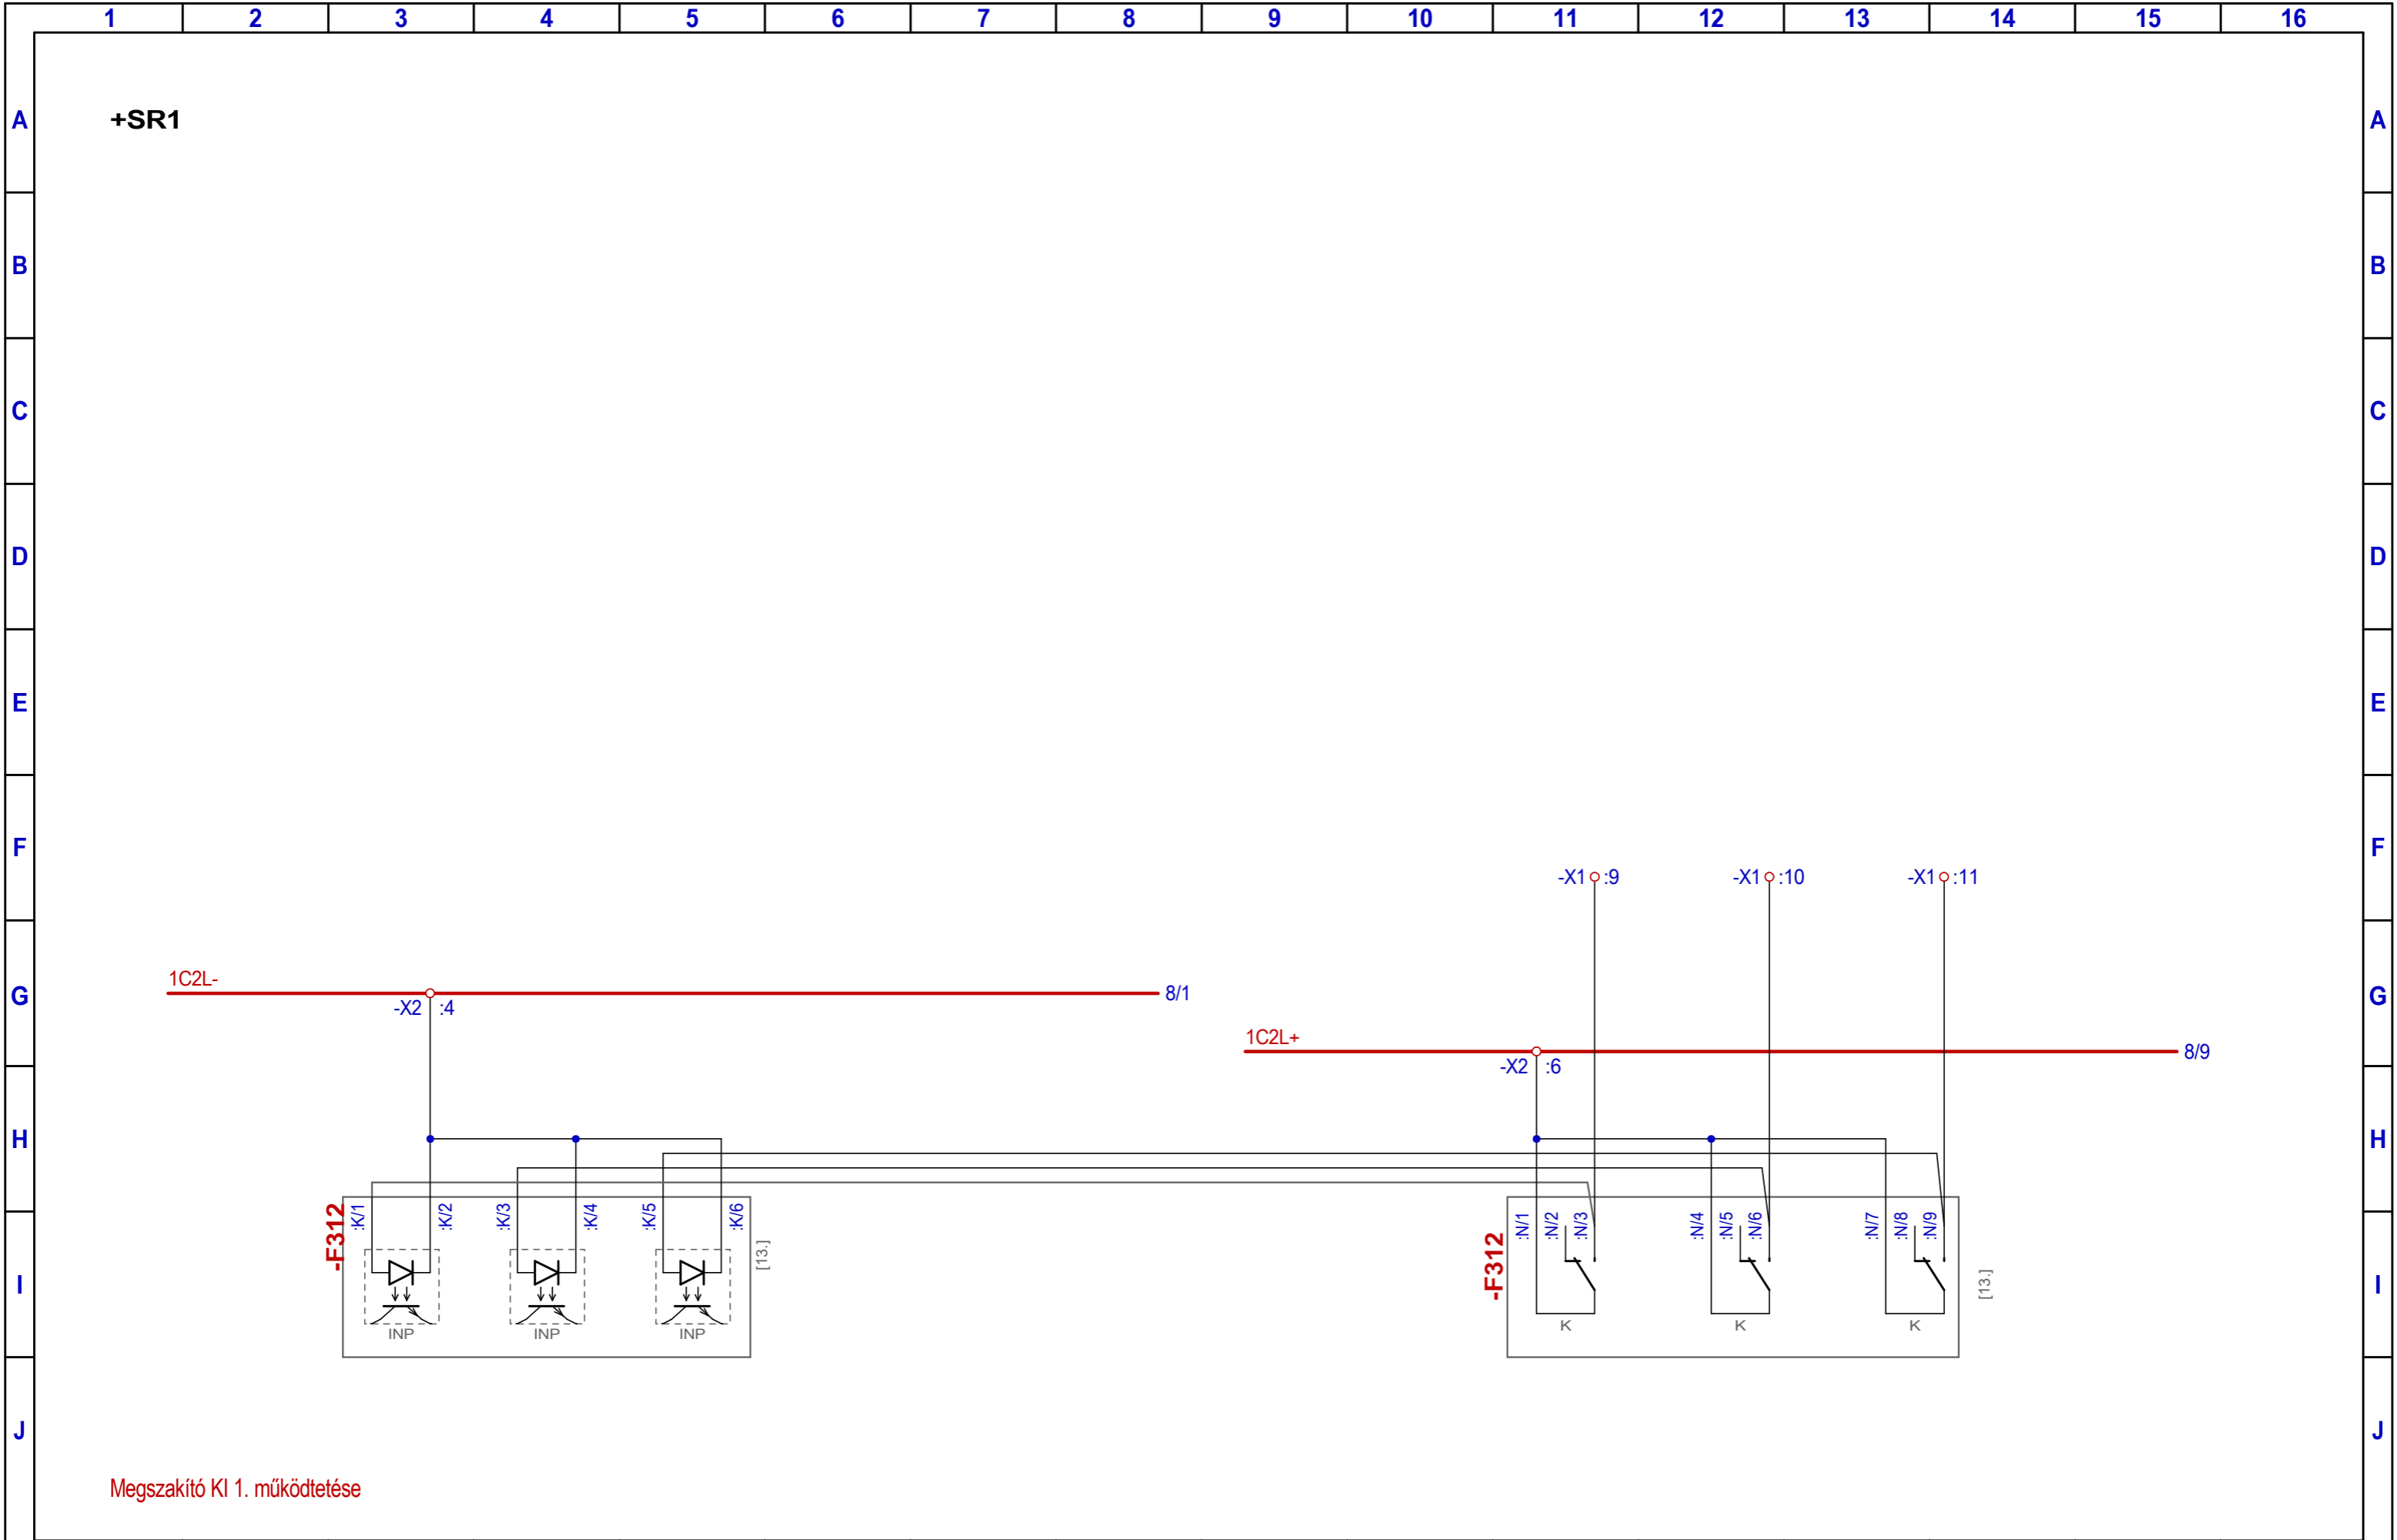 1 2 3 4 5 6 7 8 9 10 11 12 13 14 15 16
A +SR1 A
B B
C C
D D
E E
F F
-X1 :9 -X1 :10 -X1 :11
1C2L-
G 8/1 G
-X2 :4
1C2L+
8/9
-X2 :6
H H
-F312 :K/1 :K/2 :K/3 :K/4 :K/5 :K/6 [13.]
-F312 :N/1 :N/2 :N/3 :N/4 :N/5 :N/6 :N/7 :N/8 :N/9 [13.]
I I
INP INP INP
K K K
J J
Megszakító KI 1. működtetése